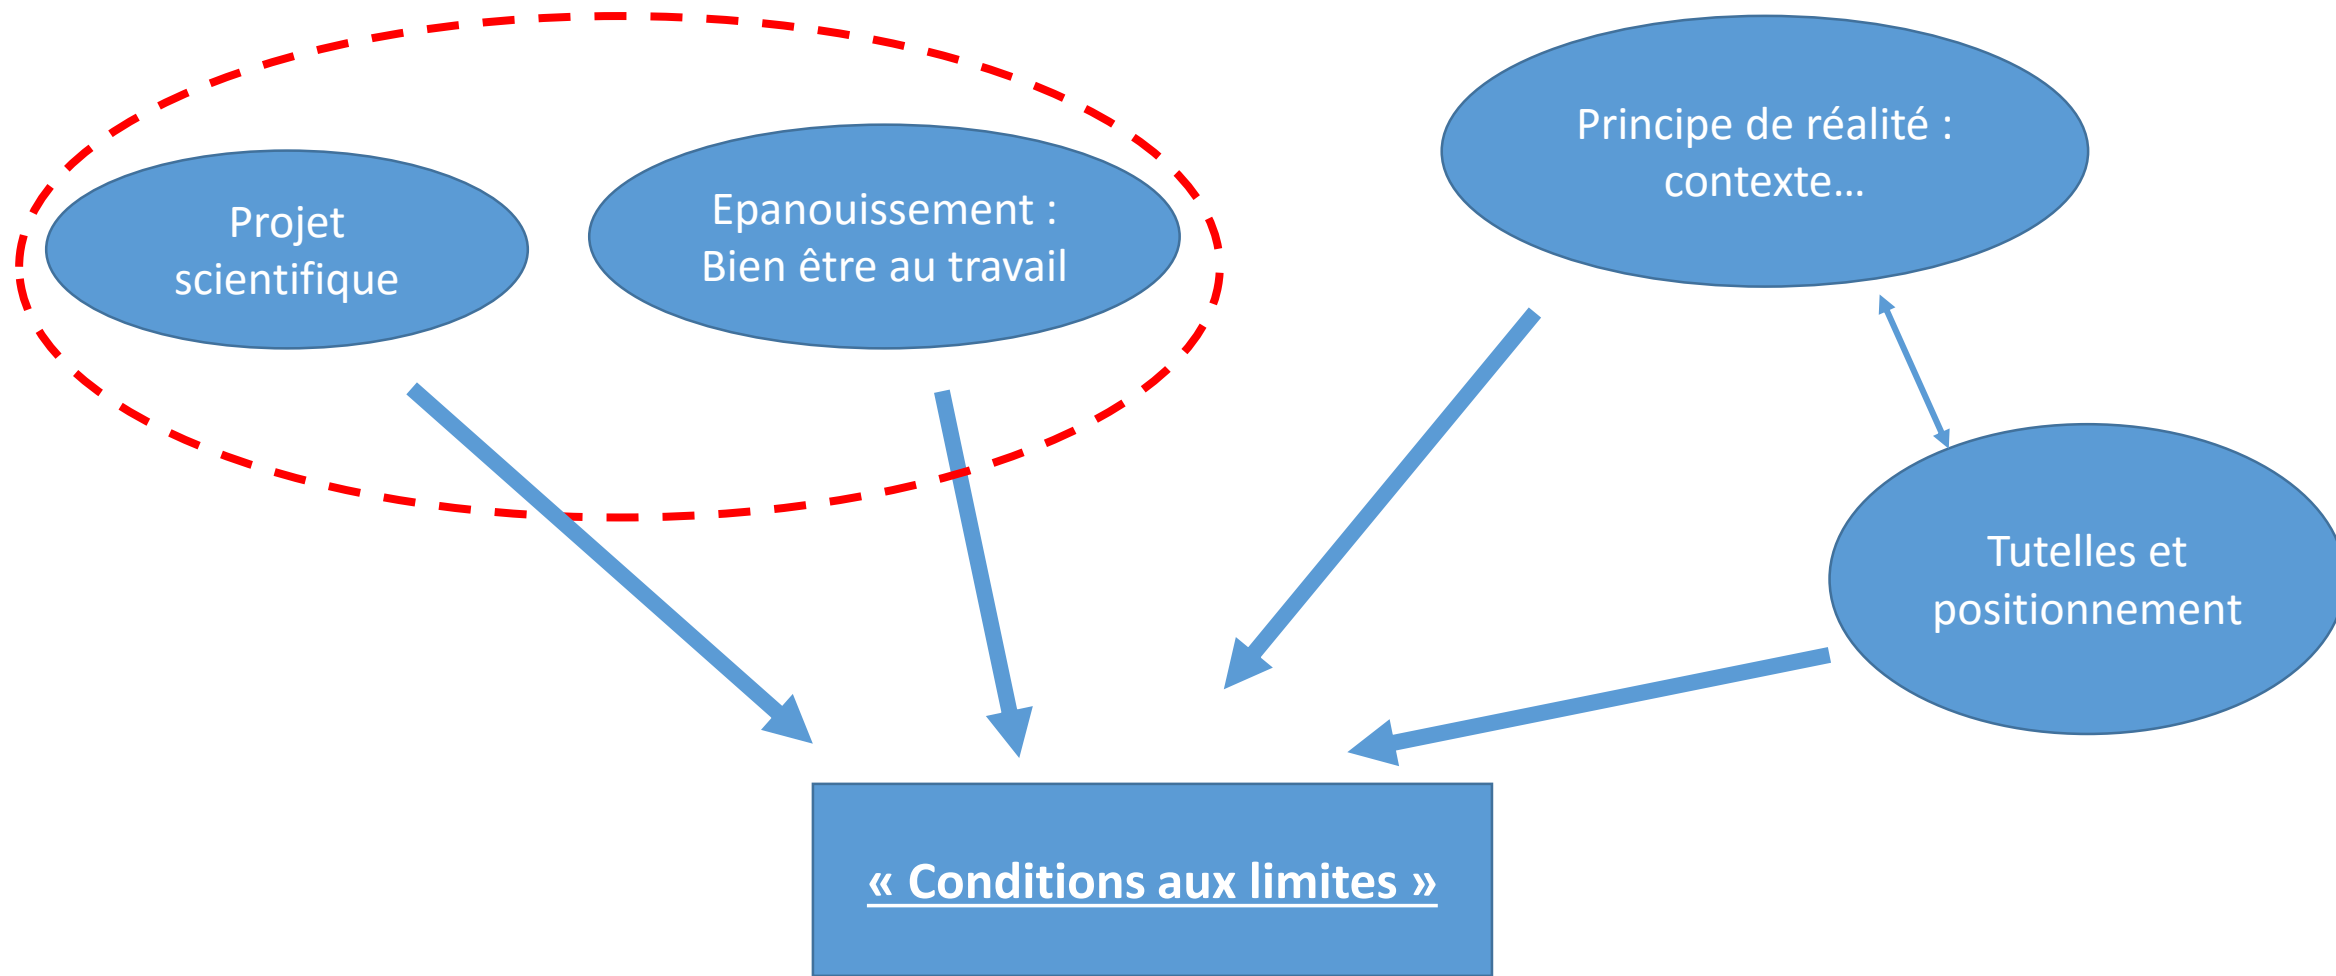 Projet
scientifique
Epanouissement :
Bien être au travail
Principe de réalité :
contexte...
Tutelles et
positionnement
« Conditions aux limites »